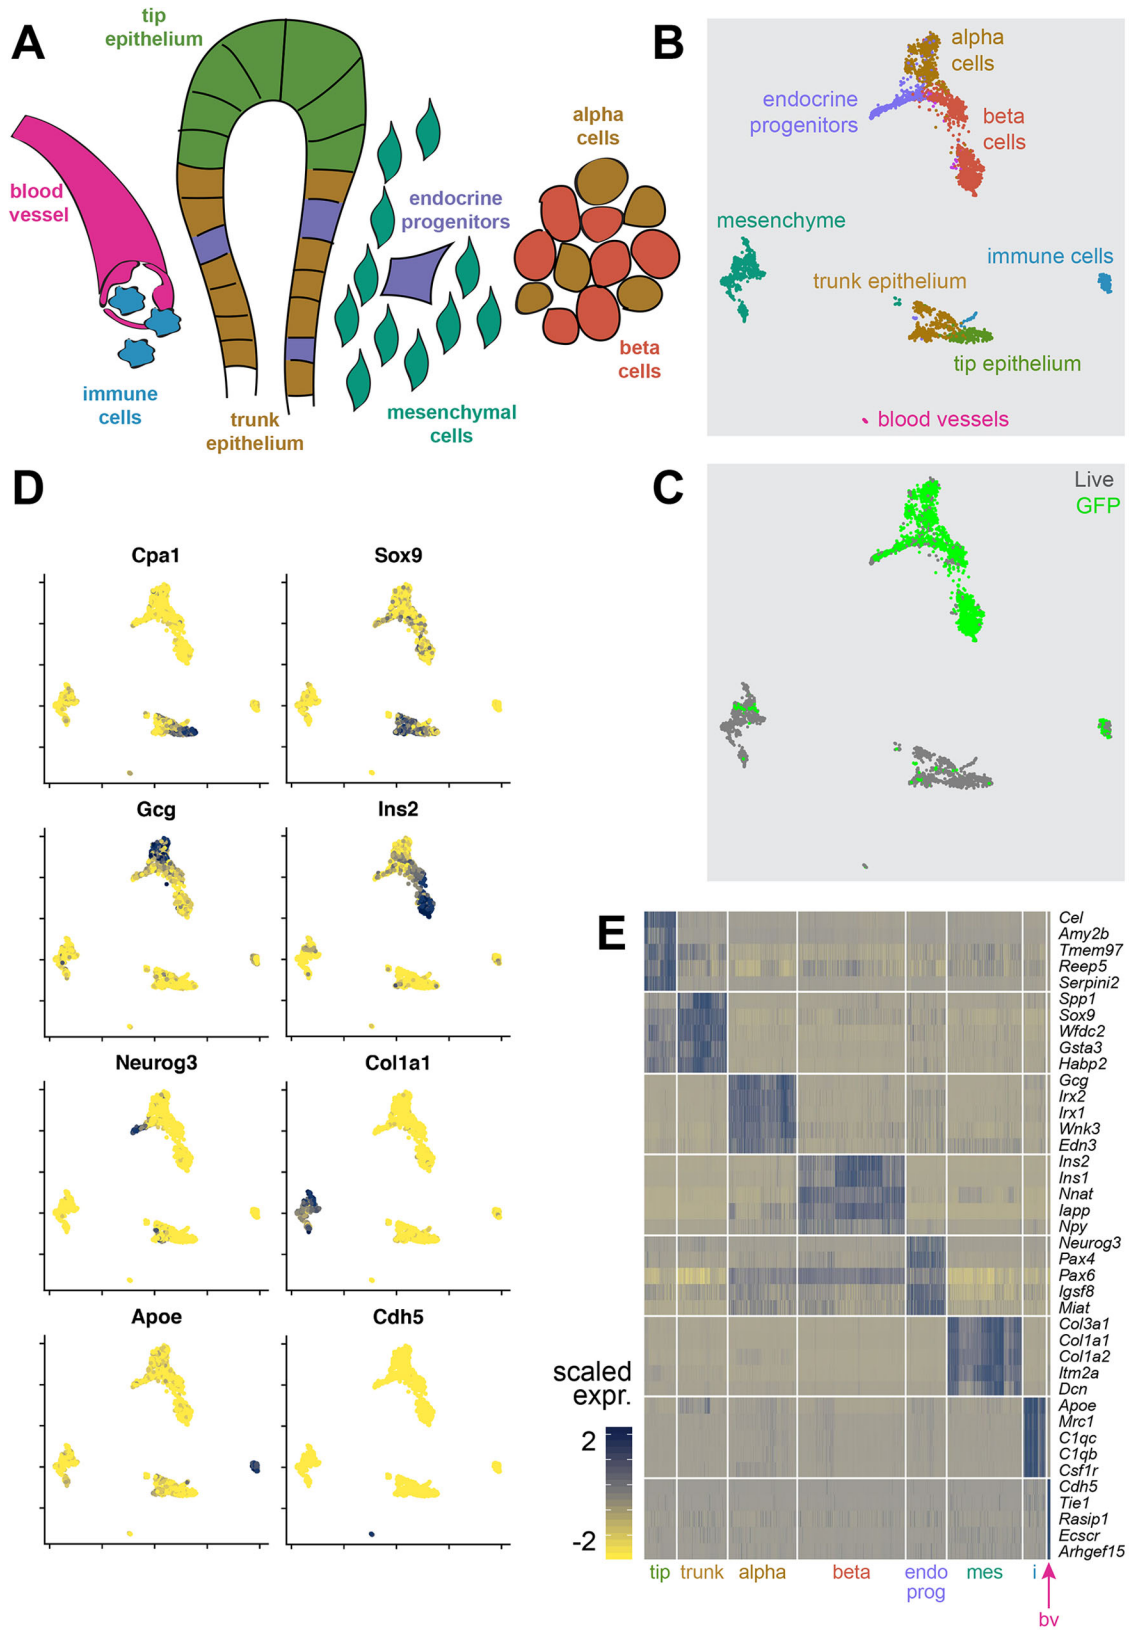 A
tip
epithelium
blood
vessel
immune
cells
trunk
epithelium
endocrine
progenitors
mesenchymal
cells
alpha
cells
beta
cells
B
alpha
cells
endocrine
progenitors
beta
cells
mesenchyme
immune cells
trunk epithelium
tip epithelium
blood vessels
C
Live
GFP
D
Cpa1
Sox9
Gcg
Ins2
Neurog3
Col1a1
Apoe
Cdh5
E
Cel
Amy2b
Tmem97
Reep5
Serpini2
Spp1
Sox9
Wfdc2
Gsta3
Habp2
Gcg
Irx2
Irx1
Wnk3
Edn3
Ins2
Ins1
Nnat
Iapp
Npy
Neurog3
Pax4
Pax6
Igsf8
Miat
Col3a1
Col1a1
Col1a2
Itm2a
Dcn
Apoe
Mrc1
C1qc
C1qb
Csf1r
Cdh5
Tie1
Rasip1
Ecscr
Arhgef15
scaled
expr.
2
-2
tip
trunk
alpha
beta
endo
prog
mes
i
bv